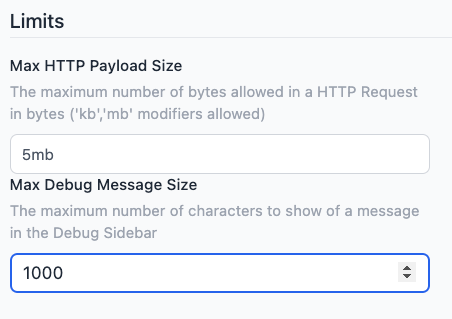 Limits
Max HTTP Payload Size
The maximum number of bytes allowed in a HTTP Request
in bytes ('kb','mb' modifiers allowed)
5mb
Max Debug Message Size
The maximum number of characters to show of a message
in the Debug Sidebar
1000